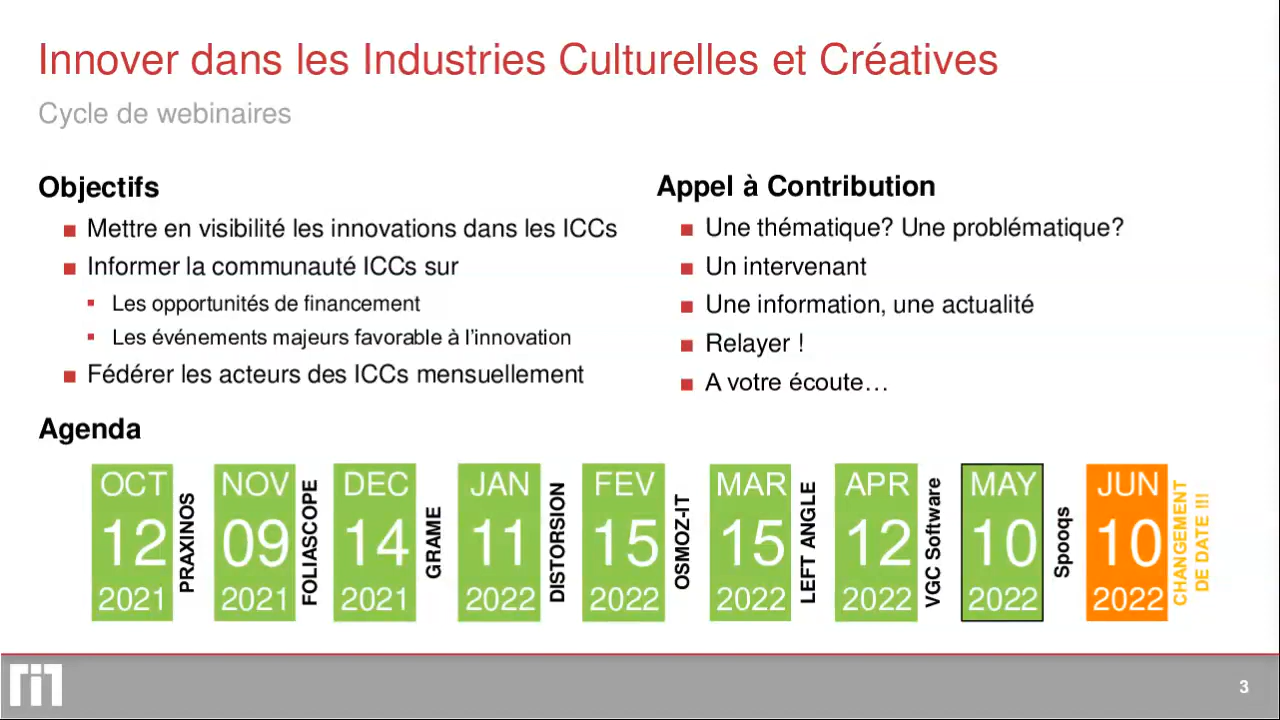 Innover dans les Industries Culturelles et Créatives
Cycle de webinaires
Objectifs
Mettre en visibilité les innovations dans les ICCs
Informer la communauté ICCs sur
Les opportunités de financement
Les événements majeurs favorable à l'innovation
Fédérer les acteurs des ICCs mensuellement
Appel à Contribution
Une thématique? Une problématique?
Un intervenant
Une information, une actualité
Relayer !
A votre écoute…
Agenda
OCT
12
2021
PRAXINOS
NOV
09
2021
FOLIASCOPE
DEC
14
2021
GRAME
JAN
11
2022
DISTORSION
FEV
15
2022
OSMOZ-IT
MAR
15
2022
LEFT ANGLE
APR
12
2022
VGC Software
MAY
10
2022
Spooqs
JUN
10
2022
CHANGEMENT
DE DATE !!!
3